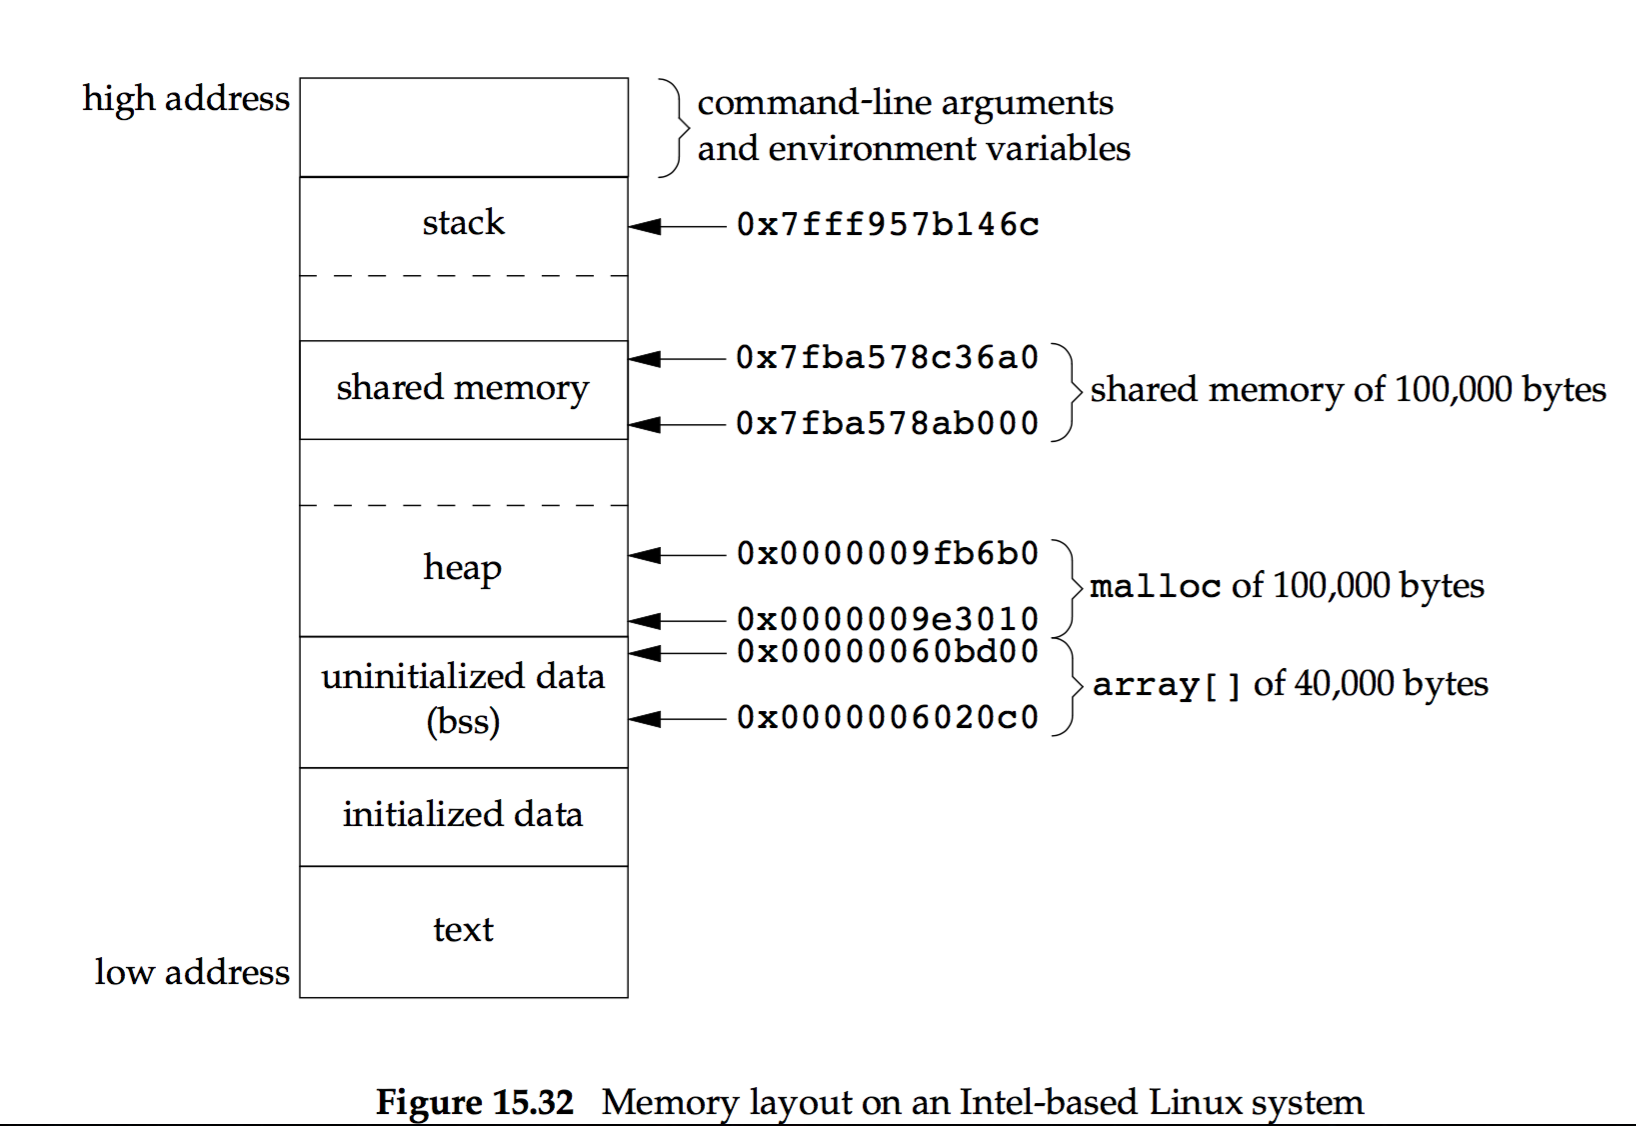 high address
command-line arguments
and environment variables
stack
0x7fff957b146c
0x7fba578c36a0
shared memory
shared memory of 100,000 bytes
0x7fba578ab000
heap
0x0000009fb6b0
malloc of 100,000 bytes
0x0000009e3010
0x00000060bd00
uninitialized data
(bss)
array[] of 40,000 bytes
0x0000006020c0
initialized data
text
low address
Figure 15.32 Memory layout on an Intel-based Linux system